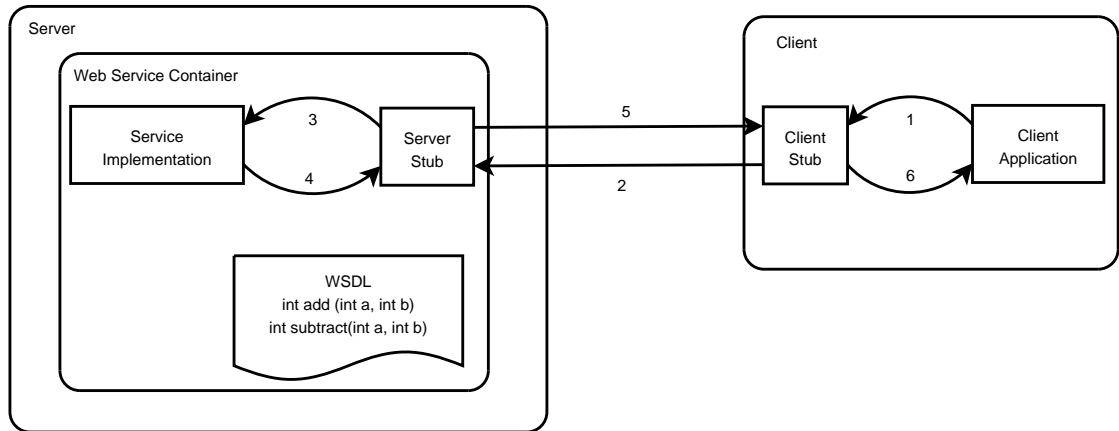 Server
Client
Web Service Container
Service
Implementation
3
4
Server
Stub
5
2
Client
Stub
1
6
Client
Application
WSDL
int add (int a, int b)
int subtract(int a, int b)